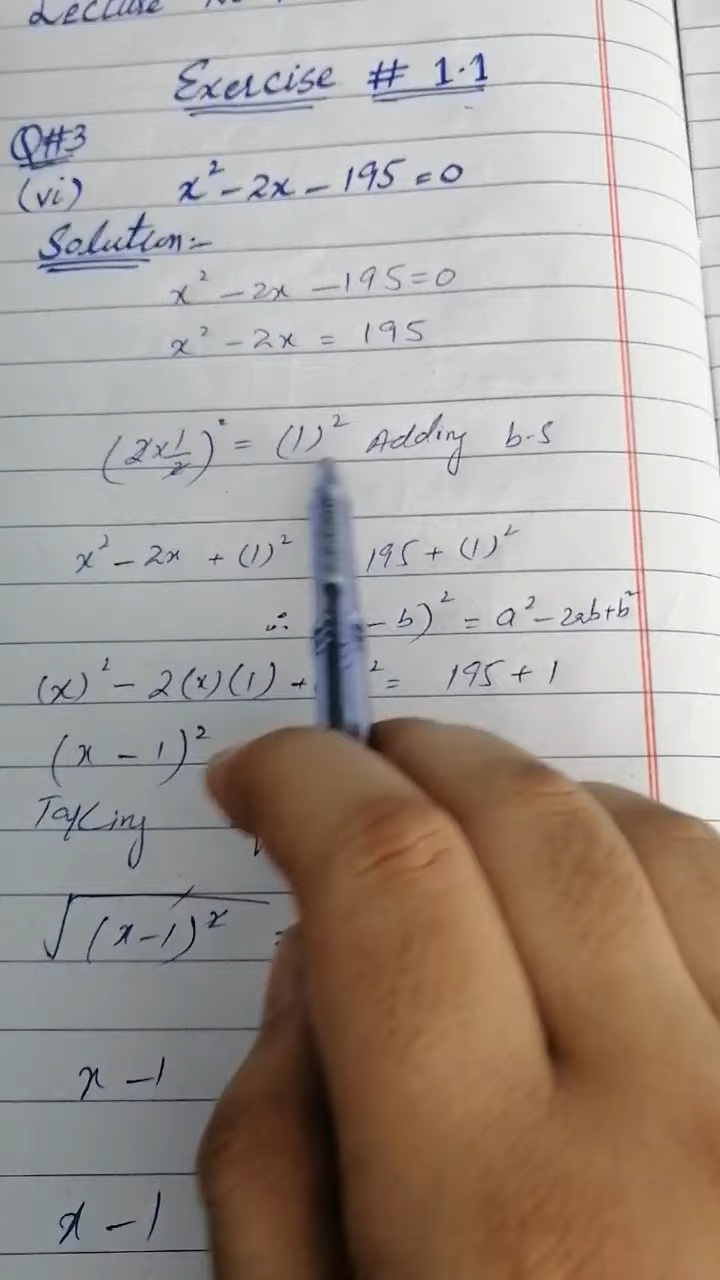 Lecture
Exercise # 1.1
Q#3
(vi) x² - 2x - 195 = 0
Solution:-
x² - 2x - 195 = 0
x² - 2x = 195
(2 x 1/2)² = (1)² Adding b.s
x² - 2x + (1)² 195 + (1)²
∴ - b)² = a² - 2ab + b²
(x)² - 2(x)(1) + ² = 195 + 1
(x - 1)²
Taking
√(x-1)² =
x - 1
x - 1